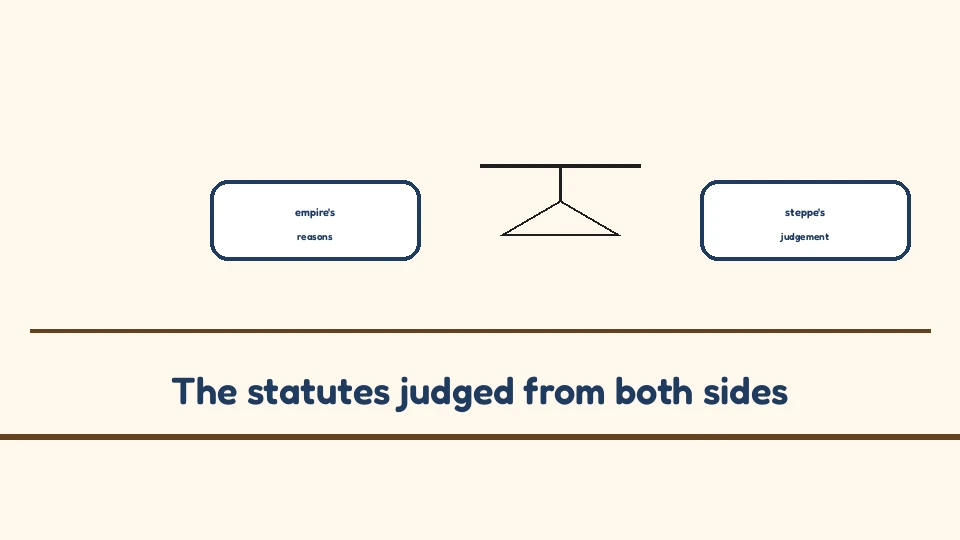 empire's
reasons
steppe's
judgement
The statutes judged from both sides